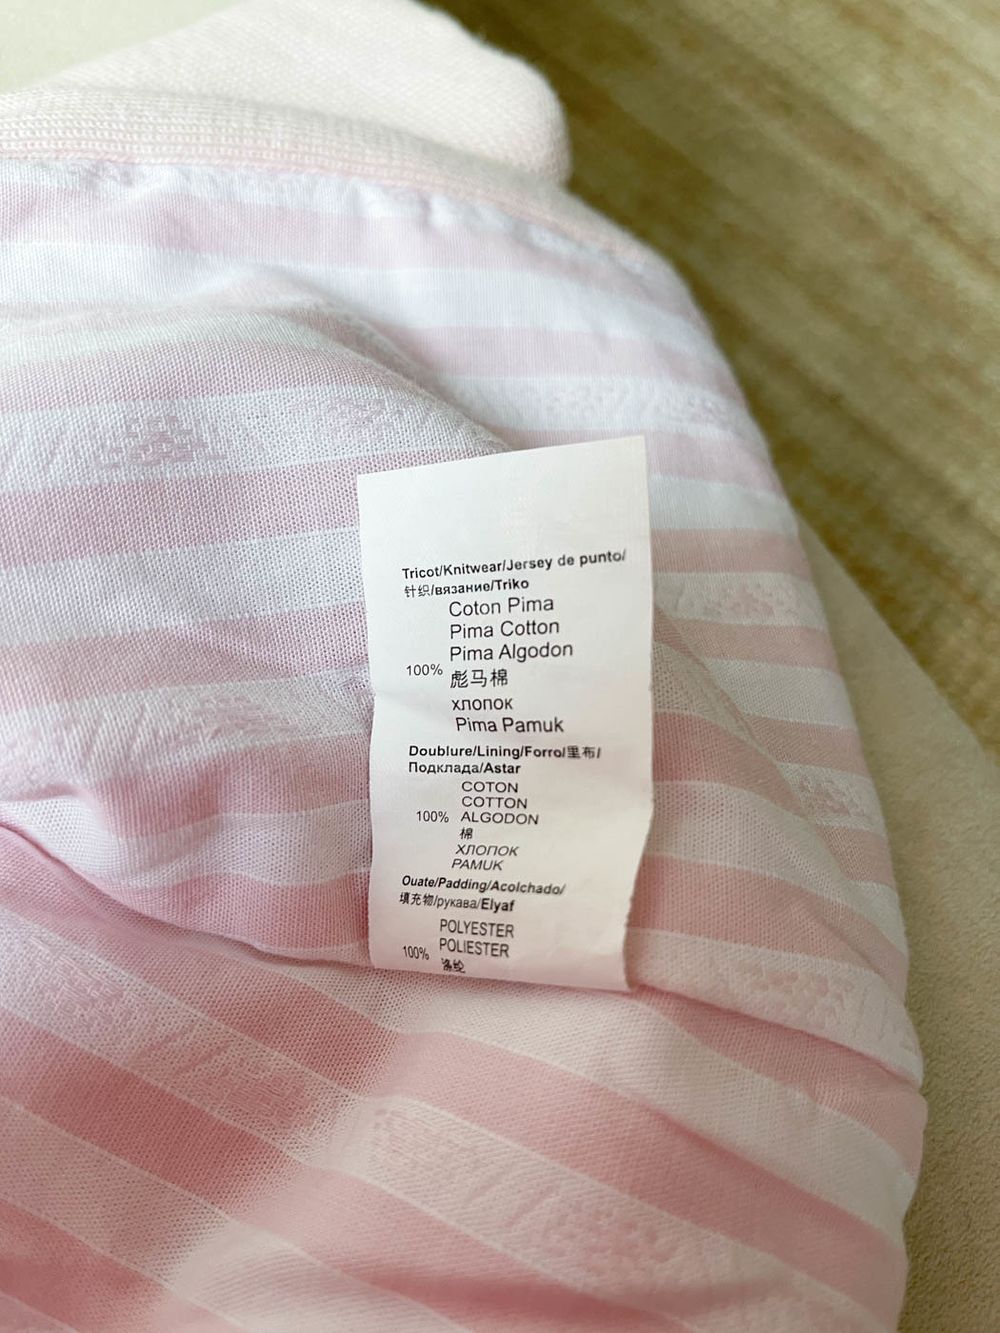 Tricot/Knitwear/Jersey de punto/
针织/вязание/Triko
Coton Pima
Pima Cotton
Pima Algodon
100% 彪马棉
хлопок
Pima Pamuk
Doublure/Lining/Forro/里布/
Подклада/Astar
COTON
COTTON
100% ALGODON
棉
ХЛОПОК
PAMUK
Ouate/Padding/Acolchado/
填充物/рукава/Elyaf
POLYESTER
100% POLIESTER
涤纶